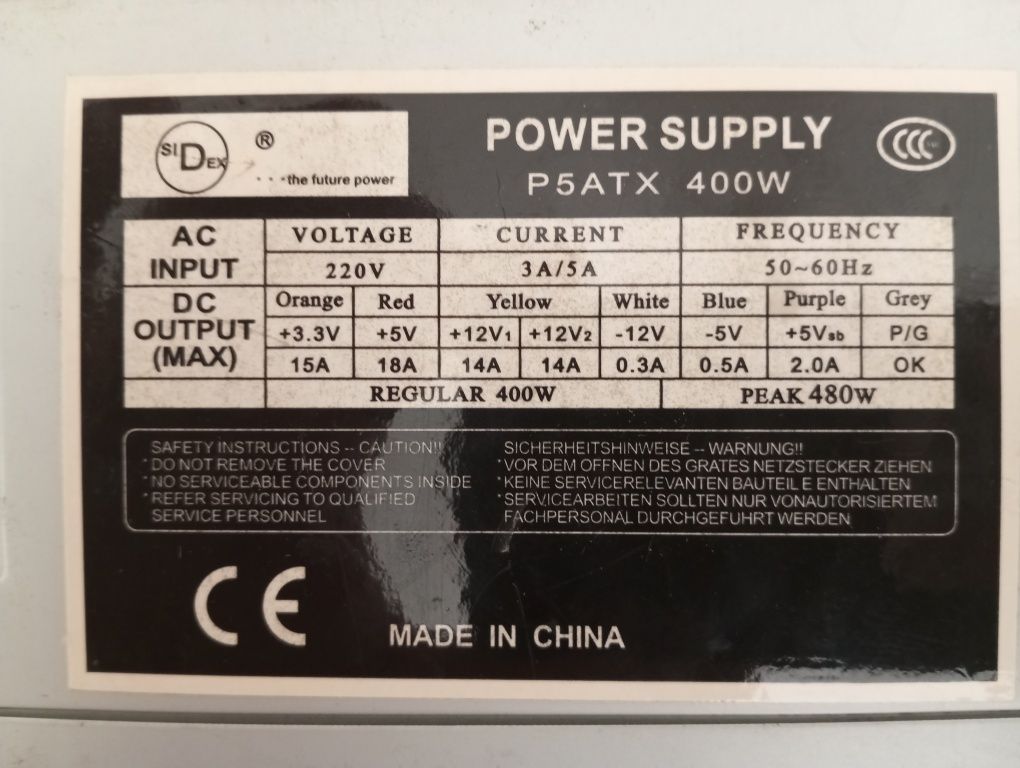 SIDEX ®
...the future power
POWER SUPPLY
P5ATX 400W
CCC
AC INPUT VOLTAGE CURRENT FREQUENCY
220V 3A/5A 50~60Hz
DC OUTPUT (MAX) Orange Red Yellow White Blue Purple Grey
+3.3V +5V +12V1 +12V2 -12V -5V +5Vsb P/G
15A 18A 14A 14A 0.3A 0.5A 2.0A OK
REGULAR 400W PEAK 480W
SAFETY INSTRUCTIONS -- CAUTION!!
*DO NOT REMOVE THE COVER
*NO SERVICEABLE COMPONENTS INSIDE
*REFER SERVICING TO QUALIFIED
SERVICE PERSONNEL
SICHERHEITSHINWEISE -- WARNUNG!!
*VOR DEM OFFNEN DES GRATES NETZSTECKER ZIEHEN
*KEINE SERVICERELEVANTEN BAUTEIL E ENTHALTEN
*SERVICEARBEITEN SOLLTEN NUR VONAUTORISIERTEM
FACHPERSONAL DURCHGEFUHRT WERDEN
CE
MADE IN CHINA